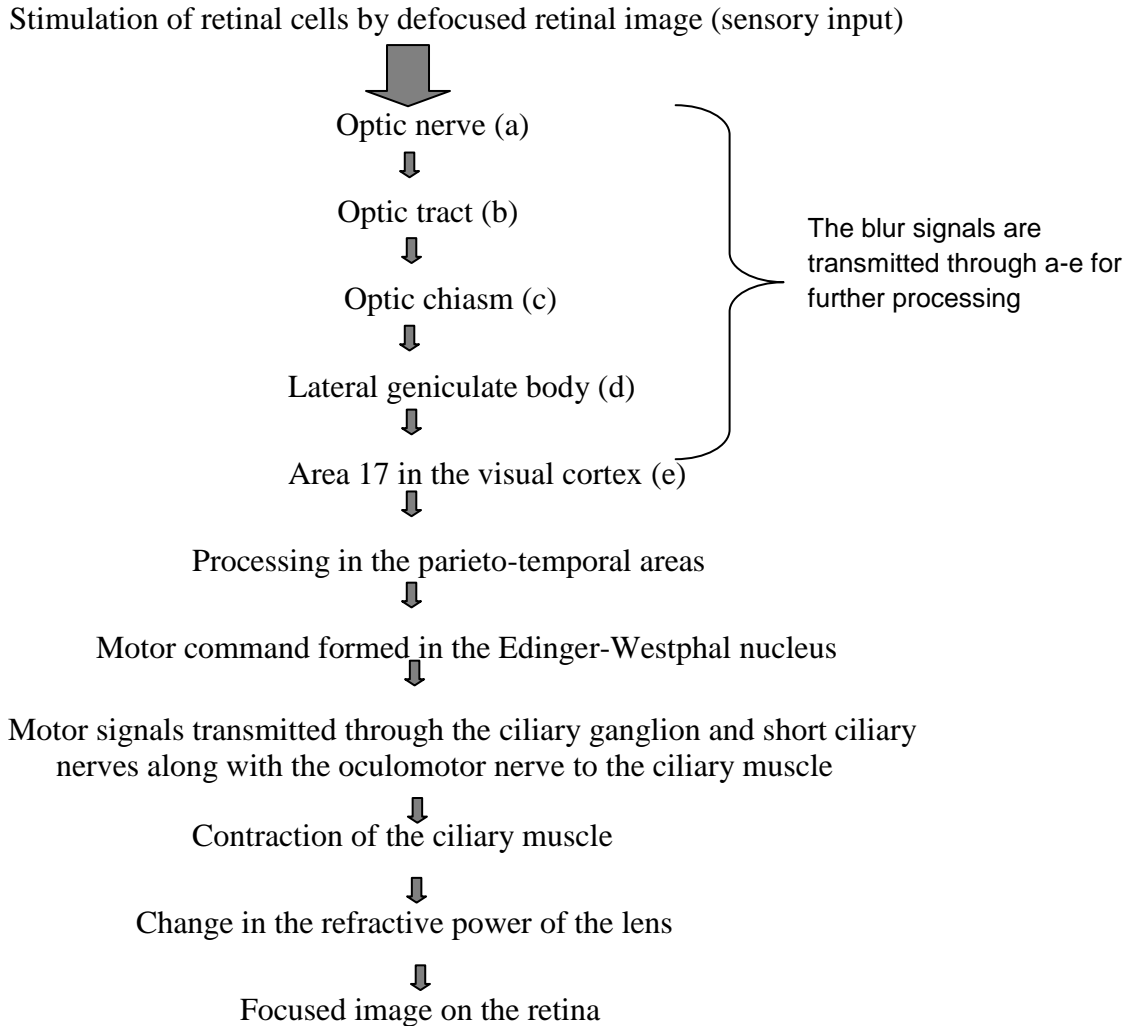 Stimulation of retinal cells by defocused retinal image (sensory input)
Optic nerve (a)
Optic tract (b)
Optic chiasm (c)
Lateral geniculate body (d)
Area 17 in the visual cortex (e)
The blur signals are
transmitted through a-e for
further processing
Processing in the parieto-temporal areas
Motor command formed in the Edinger-Westphal nucleus
Motor signals transmitted through the ciliary ganglion and short ciliary
nerves along with the oculomotor nerve to the ciliary muscle
Contraction of the ciliary muscle
Change in the refractive power of the lens
Focused image on the retina